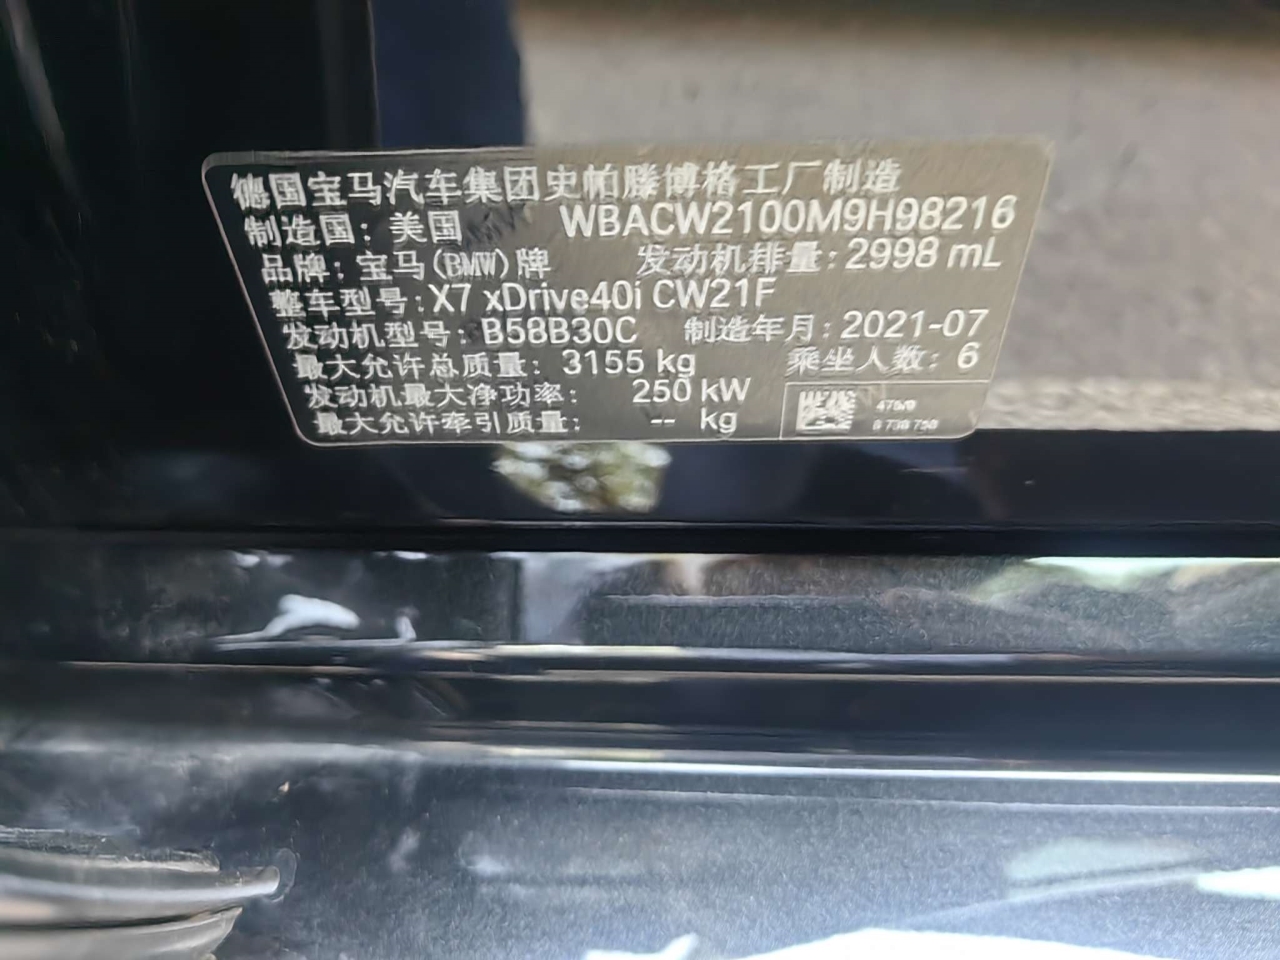 德国宝马汽车集团史帕滕博格工厂制造
制造国：美国 WBACW2100M9H98216
品牌：宝马(BMW)牌 发动机排量：2998 mL
整车型号：X7 xDrive40i CW21F
发动机型号：B58B30C 制造年月：2021-07
最大允许总质量：3155 kg 乘坐人数：6
发动机最大净功率：250 kW
最大允许牵引质量：-- kg